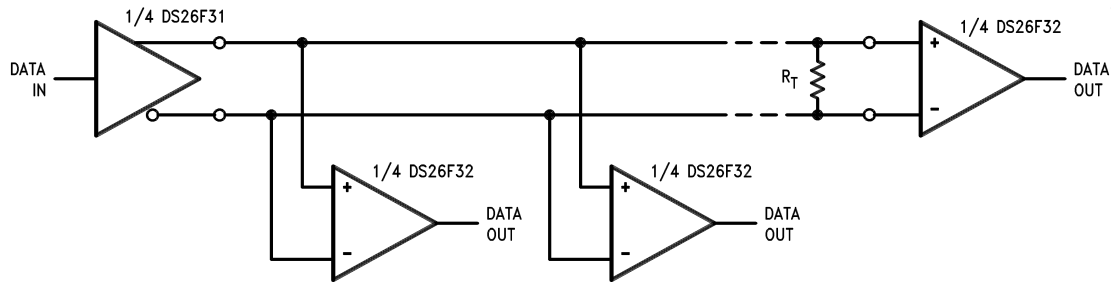 1/4 DS26F31
1/4 DS26F32
DATA
IN
+
−
RT
DATA
OUT
1/4 DS26F32
1/4 DS26F32
+
−
DATA
OUT
+
−
DATA
OUT